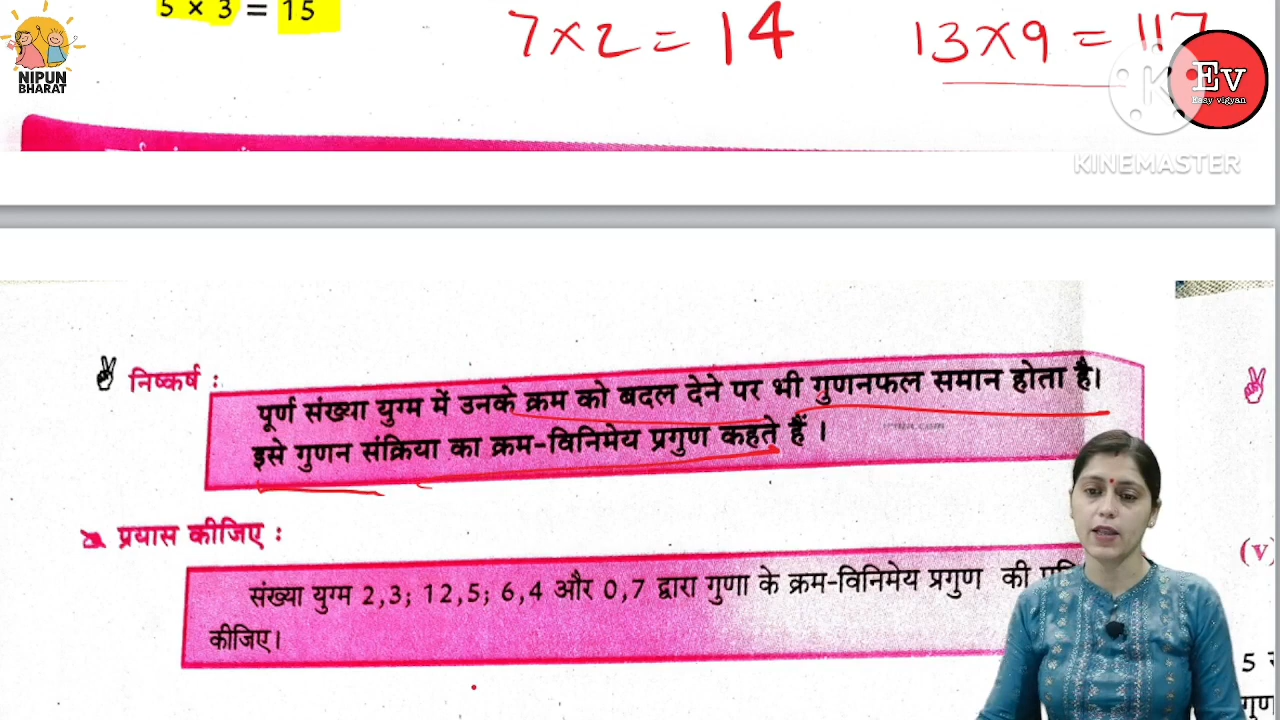 5 × 3 = 15
7×2 = 14
13×9 = 117
NIPUN
BHARAT
Ev
Easy vigyan
K
KINEMASTER
निष्कर्ष :
पूर्ण संख्या युग्म में उनके क्रम को बदल देने पर भी गुणनफल समान होता है।
इसे गुणन संक्रिया का क्रम-विनिमेय प्रगुण कहते हैं ।
प्रयास कीजिए :
संख्या युग्म 2,3; 12,5; 6,4 और 0,7 द्वारा गुणा के क्रम-विनिमेय प्रगुण की
कीजिए।
(v)
5